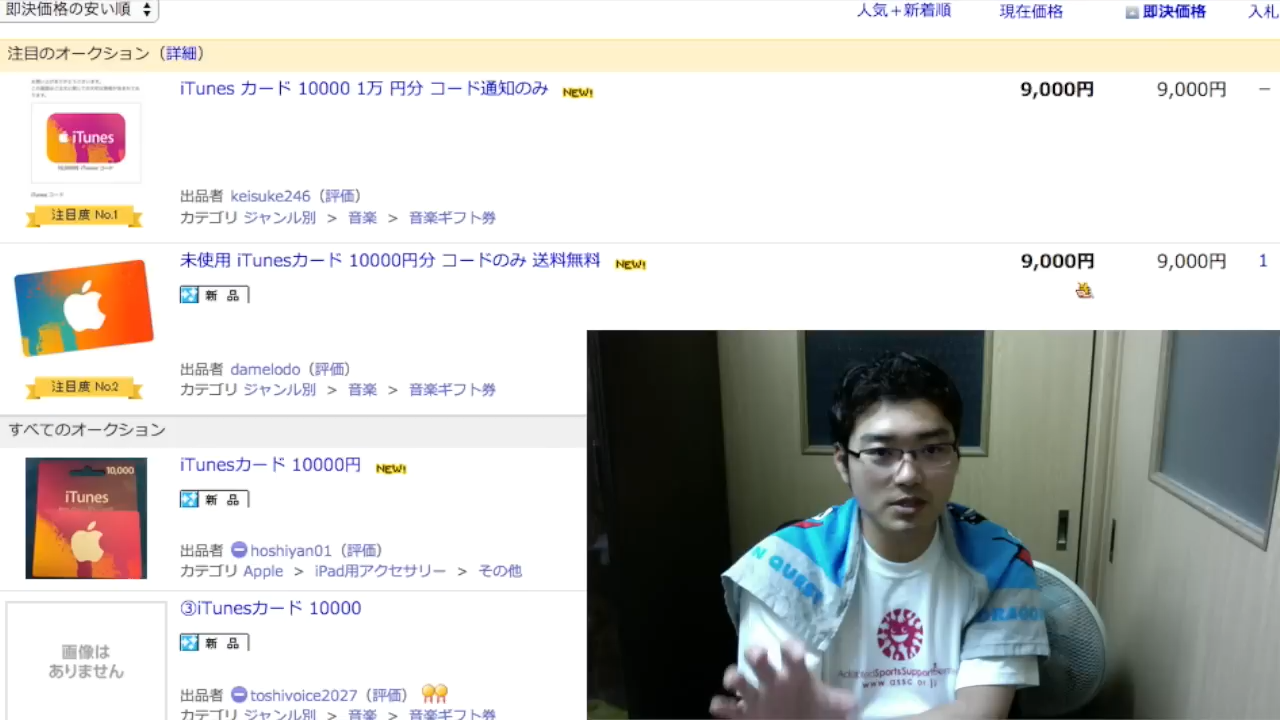 即決価格の安い順
人気+新着順 現在価格 即決価格 入札
注目のオークション（詳細）
iTunes カード 10000 1万 円分 コード通知のみ NEW! 9,000円 9,000円 –
iTunes
iTunes コード
注目度 No.1
出品者 keisuke246（評価）
カテゴリ ジャンル別 > 音楽 > 音楽ギフト券
未使用 iTunesカード 10000円分 コードのみ 送料無料 NEW! 9,000円 9,000円 1
新品
注目度 No.2
出品者 damelodo（評価）
カテゴリ ジャンル別 > 音楽 > 音楽ギフト券
すべてのオークション
iTunesカード 10000円 NEW!
10,000
iTunes
新品
出品者 hoshiyan01（評価）
カテゴリ Apple > iPad用アクセサリー > その他
③iTunesカード 10000
新品
画像は
ありません
出品者 toshivoice2027（評価）
カテゴリ ジャンル別 > 音楽 > 音楽ギフト券
N QUEST
DRAGO
SportsSupport
www.assc.or.j